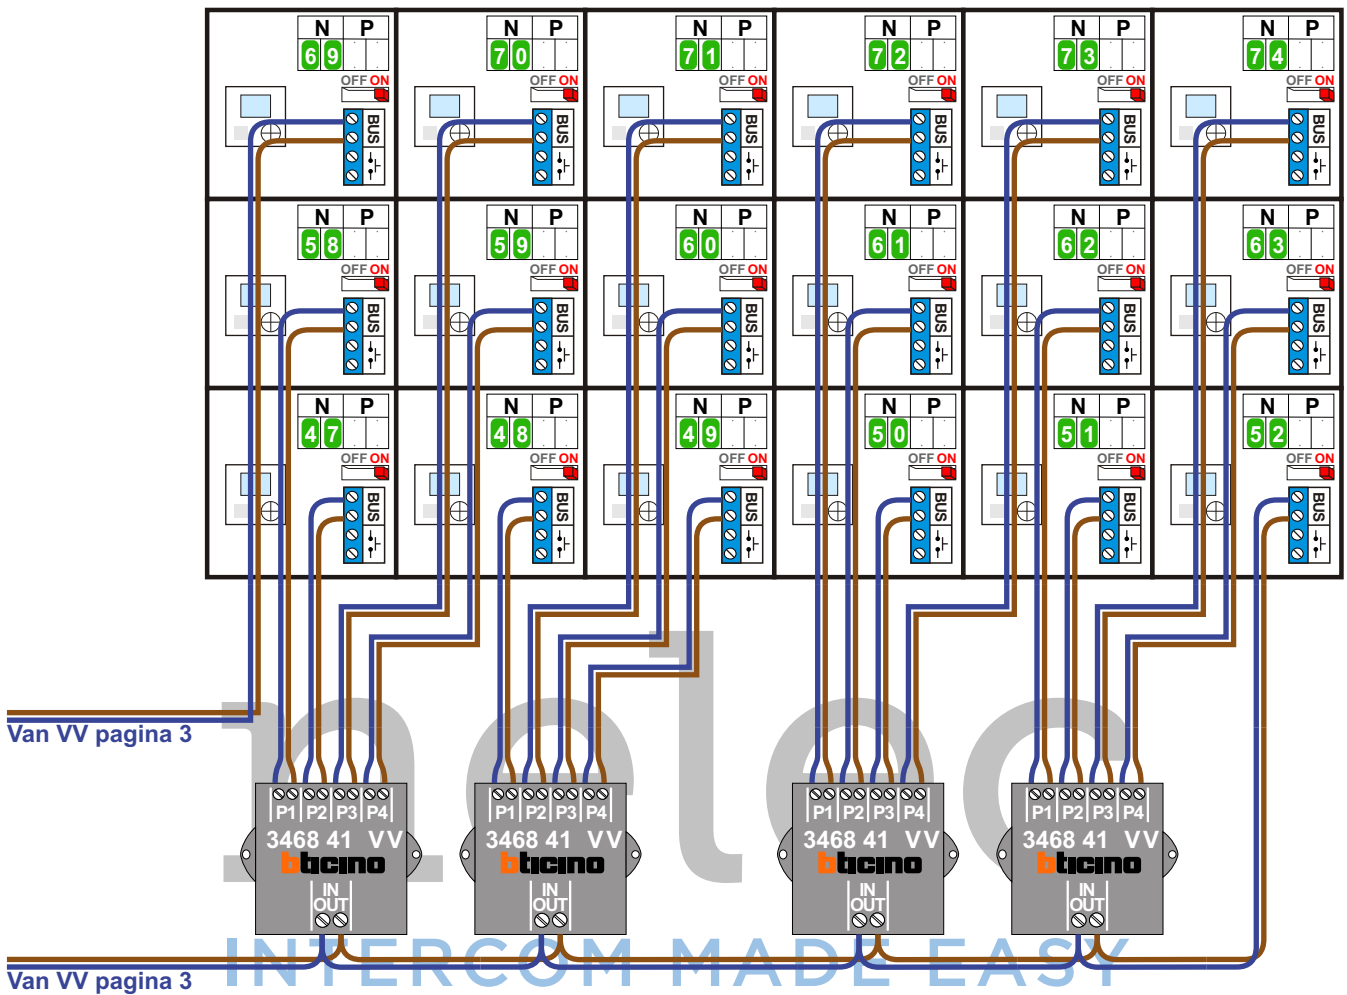 N P N P N P N P N P N P
69 70 71 72 73 74
OFF ON OFF ON OFF ON OFF ON OFF ON OFF ON
BUS BUS BUS BUS BUS BUS
N P N P N P N P N P N P
58 59 60 61 62 63
OFF ON OFF ON OFF ON OFF ON OFF ON OFF ON
BUS BUS BUS BUS BUS BUS
N P N P N P N P N P N P
47 48 49 50 51 52
OFF ON OFF ON OFF ON OFF ON OFF ON OFF ON
BUS BUS BUS BUS BUS BUS
nelec
Van VV pagina 3
P1 P2 P3 P4 P1 P2 P3 P4 P1 P2 P3 P4 P1 P2 P3 P4
3468 41 VV 3468 41 VV 3468 41 VV 3468 41 VV
bticino bticino bticino bticino
IN IN IN IN
OUT OUT OUT OUT
INTERCOM MADE EASY
Van VV pagina 3